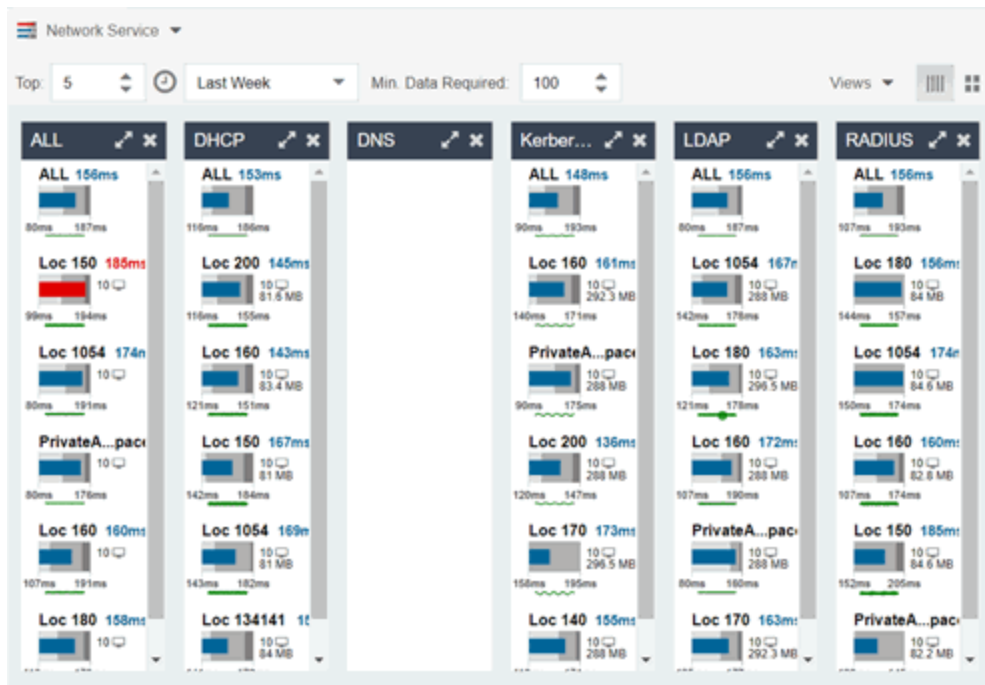 Network Service
Top: 5 Last Week Min. Data Required: 100 Views
ALL
ALL 156ms
80ms 187ms
Loc 150 185ms
10
99ms 194ms
Loc 1054 174m
10
80ms 191ms
PrivateA...pace
10
80ms 176ms
Loc 160 160ms
10
107ms 191ms
Loc 180 158ms
10
DHCP
ALL 153ms
116ms 186ms
Loc 200 145ms
10
81.6 MB
116ms 155ms
Loc 160 143ms
10
83.4 MB
121ms 151ms
Loc 150 167ms
10
81 MB
142ms 184ms
Loc 1054 169m
10
81 MB
143ms 182ms
Loc 134141 15
10
84 MB
DNS
Kerber...
ALL 148ms
90ms 193ms
Loc 160 161ms
10
292.3 MB
140ms 171ms
PrivateA...pace
10
288 MB
90ms 175ms
Loc 200 136ms
10
288 MB
120ms 147ms
Loc 170 173ms
10
296.5 MB
158ms 195ms
Loc 140 155ms
10
288 MB
LDAP
ALL 156ms
80ms 187ms
Loc 1054 167m
10
288 MB
142ms 176ms
Loc 180 163ms
10
296.5 MB
121ms 178ms
Loc 160 172ms
10
288 MB
107ms 190ms
PrivateA...pac
10
288 MB
80ms 160ms
Loc 170 163ms
10
292.3 MB
RADIUS
ALL 156ms
107ms 193ms
Loc 180 156ms
10
84 MB
144ms 157ms
Loc 1054 174m
10
84.6 MB
150ms 174ms
Loc 160 160ms
10
82.8 MB
107ms 174ms
Loc 150 185ms
10
84.6 MB
152ms 205ms
PrivateA...pac
10
82.2 MB